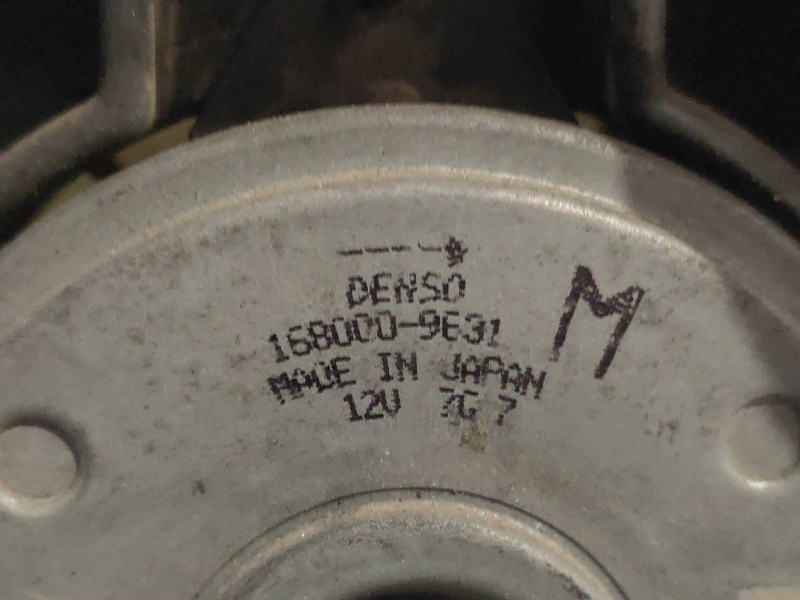 DENSO
168000-9631
MADE IN JAPAN
12V 7G 7
M